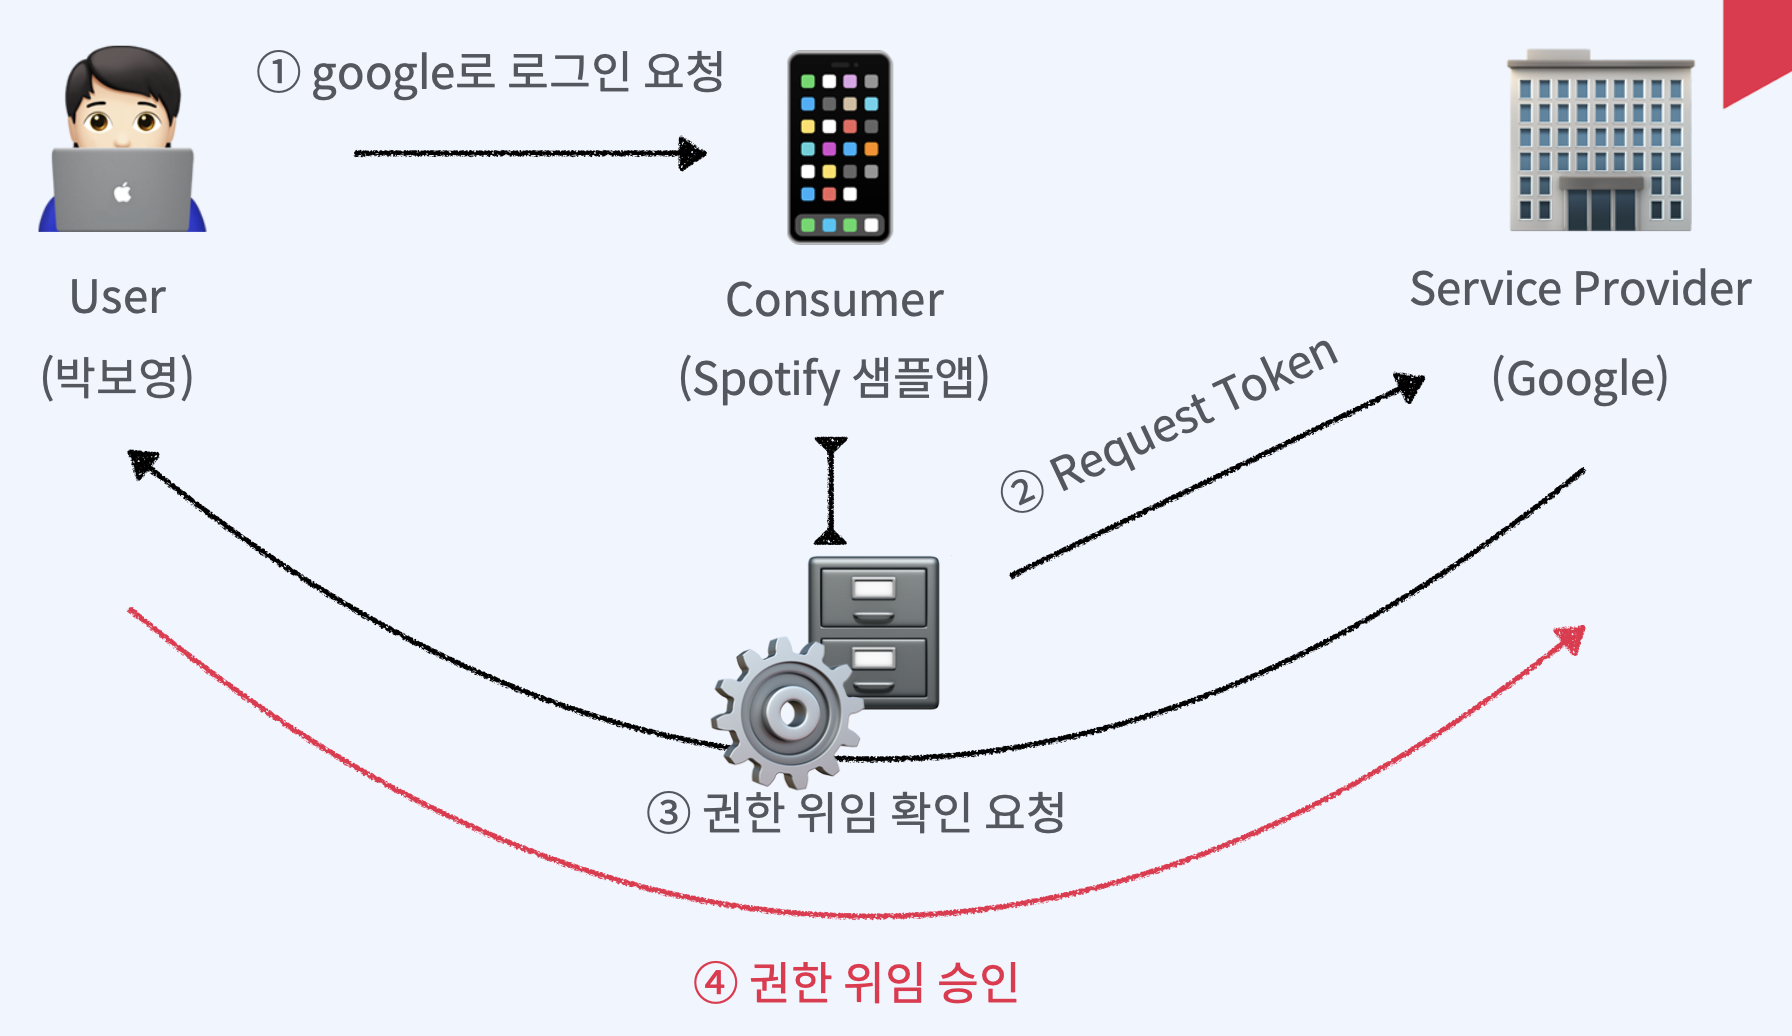 ① google로 로그인 요청
User
(박보영)
Consumer
(Spotify 샘플앱)
Service Provider
(Google)
② Request Token
③ 권한 위임 확인 요청
④ 권한 위임 승인